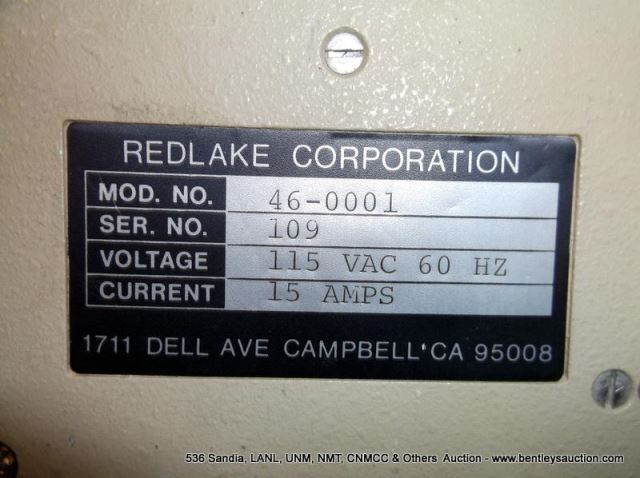 REDLAKE CORPORATION
MOD. NO. 46-0001
SER. NO. 109
VOLTAGE 115 VAC 60 HZ
CURRENT 15 AMPS
1711 DELL AVE CAMPBELL CA 95008
536 Sandia, LANL, UNM, NMT, CNMCC & Others Auction - www.bentleysauction.com